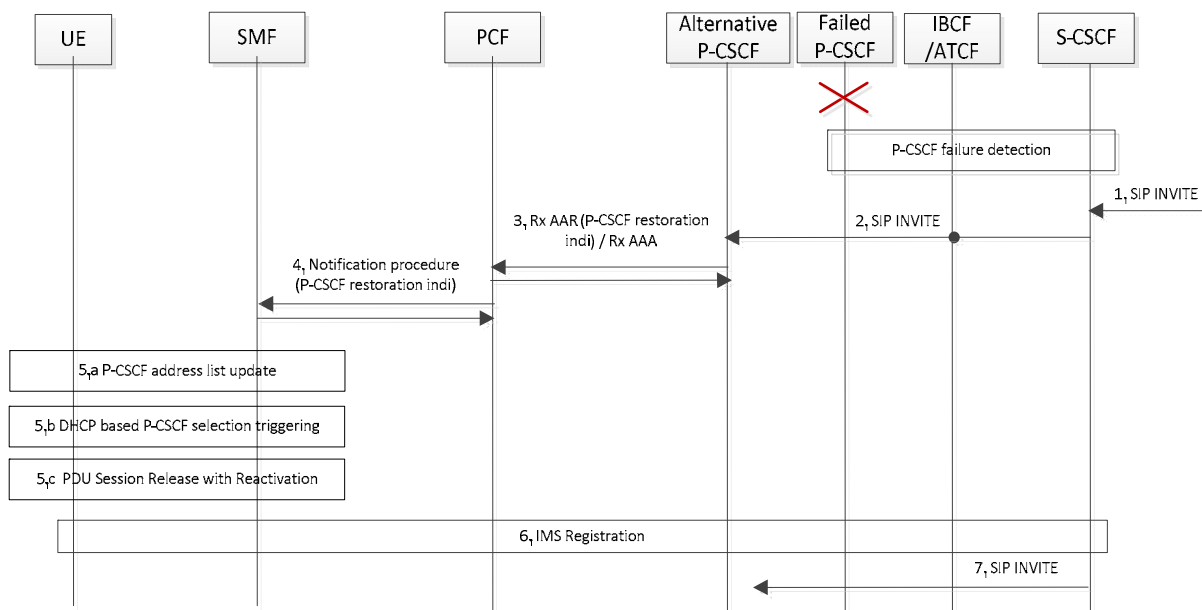 UE
SMF
PCF
Alternative
P-CSCF
Failed
P-CSCF
IBCF
/ATCF
S-CSCF
P-CSCF failure detection
1, SIP INVITE
2, SIP INVITE
3, Rx AAR (P-CSCF restoration
indi) / Rx AAA
4, Notification procedure
(P-CSCF restoration indi)
5,a P-CSCF address list update
5,b DHCP based P-CSCF selection triggering
5,c PDU Session Release with Reactivation
6, IMS Registration
7, SIP INVITE